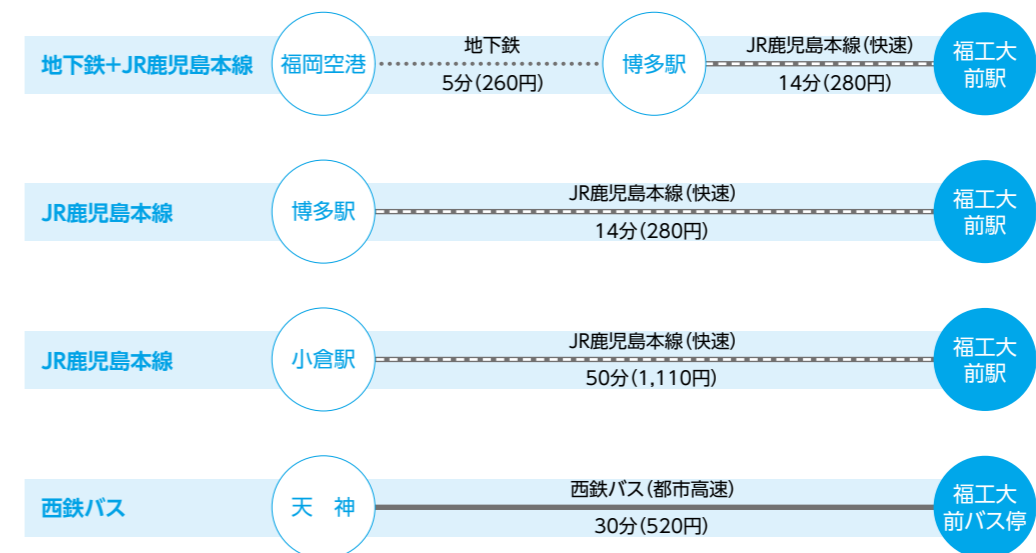 地下鉄+JR鹿児島本線
福岡空港
地下鉄
5分(260円)
博多駅
JR鹿児島本線(快速)
14分(280円)
福工大
前駅
JR鹿児島本線
博多駅
JR鹿児島本線(快速)
14分(280円)
福工大
前駅
JR鹿児島本線
小倉駅
JR鹿児島本線(快速)
50分(1,110円)
福工大
前駅
西鉄バス
天　神
西鉄バス(都市高速)
30分(520円)
福工大
前バス停